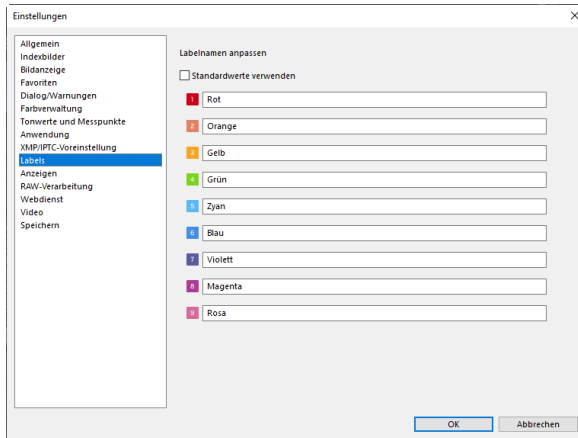 Einstellungen
Allgemein
Indexbilder
Bildanzeige
Favoriten
Dialog/Warnungen
Farbverwaltung
Tonwerte und Messpunkte
Anwendung
XMP/IPTC-Voreinstellung
Labels
Anzeigen
RAW-Verarbeitung
Webdienst
Video
Speichern
Labelnamen anpassen
Standardwerte verwenden
1 Rot
2 Orange
3 Gelb
4 Grün
5 Zyan
6 Blau
7 Violett
8 Magenta
9 Rosa
OK Abbrechen